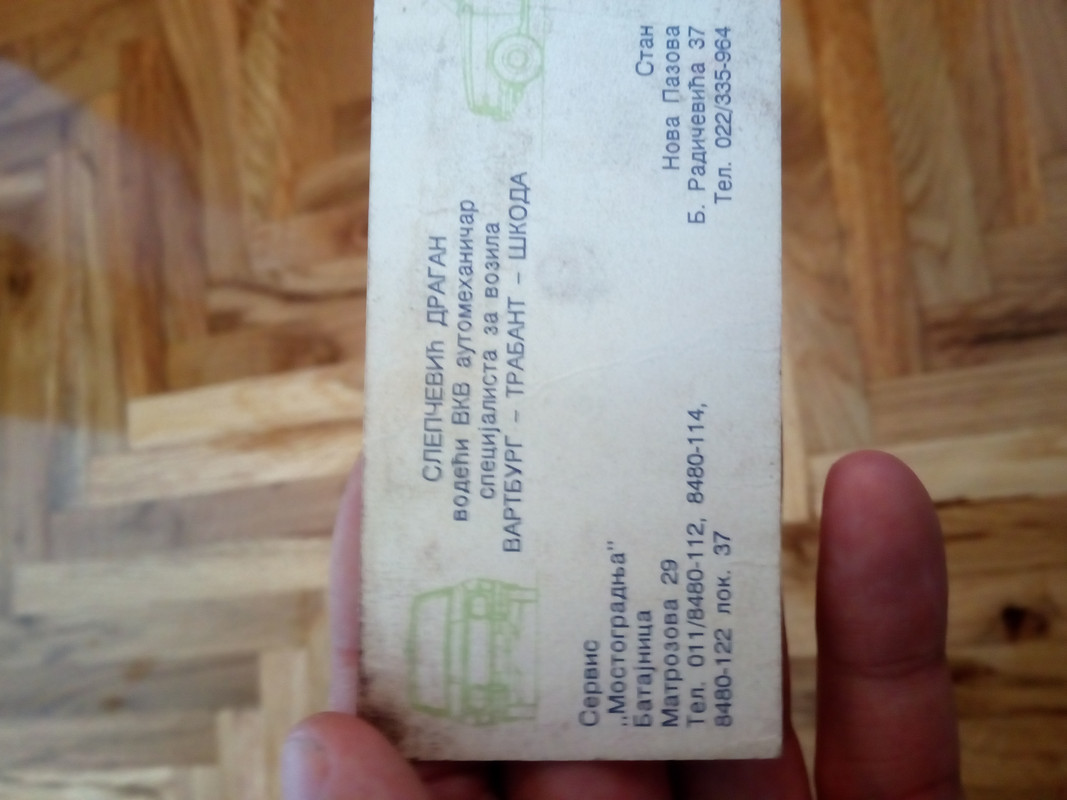 СЛЕПЧЕВИЋ ДРАГАН
водећи ВКВ аутомеханичар
специјалиста за возила
ВАРТБУРГ – ТРАБАНТ – ШКОДА
Сервис
„Мостоградња"
Батајница
Матрозова 29
Тел. 011/8480-112, 8480-114,
8480-122 лок. 37
Стан
Нова Пазова
Б. Радичевића 37
Тел. 022/335-964